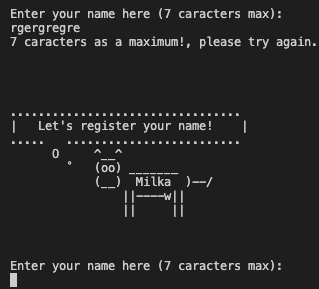 Enter your name here (7 caracters max):
rgergregre
7 caracters as a maximum!, please try again.
.................................
|   Let's register your name!    |
.....   .........................
      O     ^__^
        °   (oo) _______
            (__)  Milka  )--/
                ||----w||
                ||     ||
Enter your name here (7 caracters max):